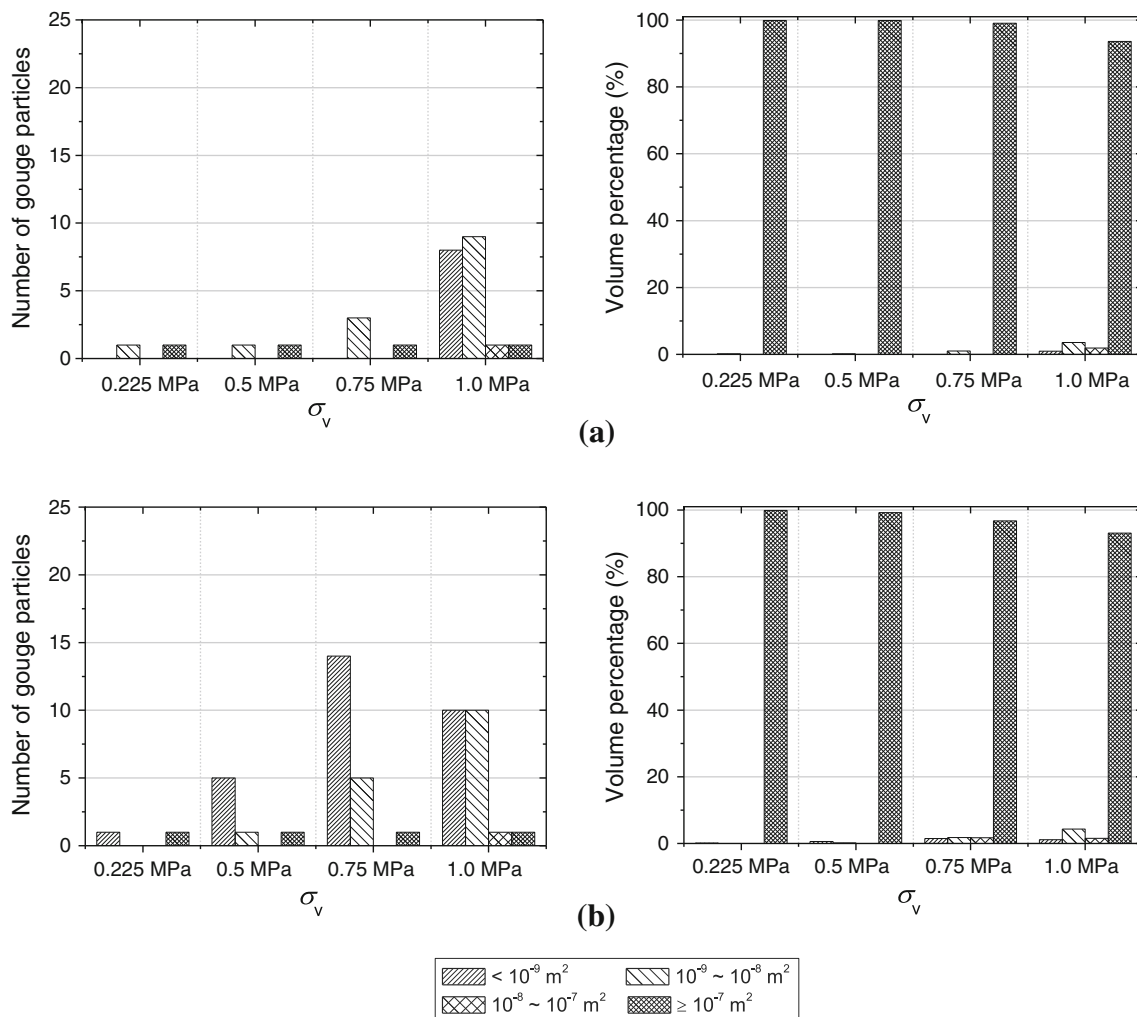 Number of gouge particles
25
20
15
10
5
0
0.225 MPa 0.5 MPa 0.75 MPa 1.0 MPa
σv
Volume percentage (%)
100
80
60
40
20
0
0.225 MPa 0.5 MPa 0.75 MPa 1.0 MPa
σv
(a)
Number of gouge particles
25
20
15
10
5
0
0.225 MPa 0.5 MPa 0.75 MPa 1.0 MPa
σv
Volume percentage (%)
100
80
60
40
20
0
0.225 MPa 0.5 MPa 0.75 MPa 1.0 MPa
σv
(b)
< 10⁻⁹ m² 10⁻⁹ ~ 10⁻⁸ m²
10⁻⁸ ~ 10⁻⁷ m² ≥ 10⁻⁷ m²